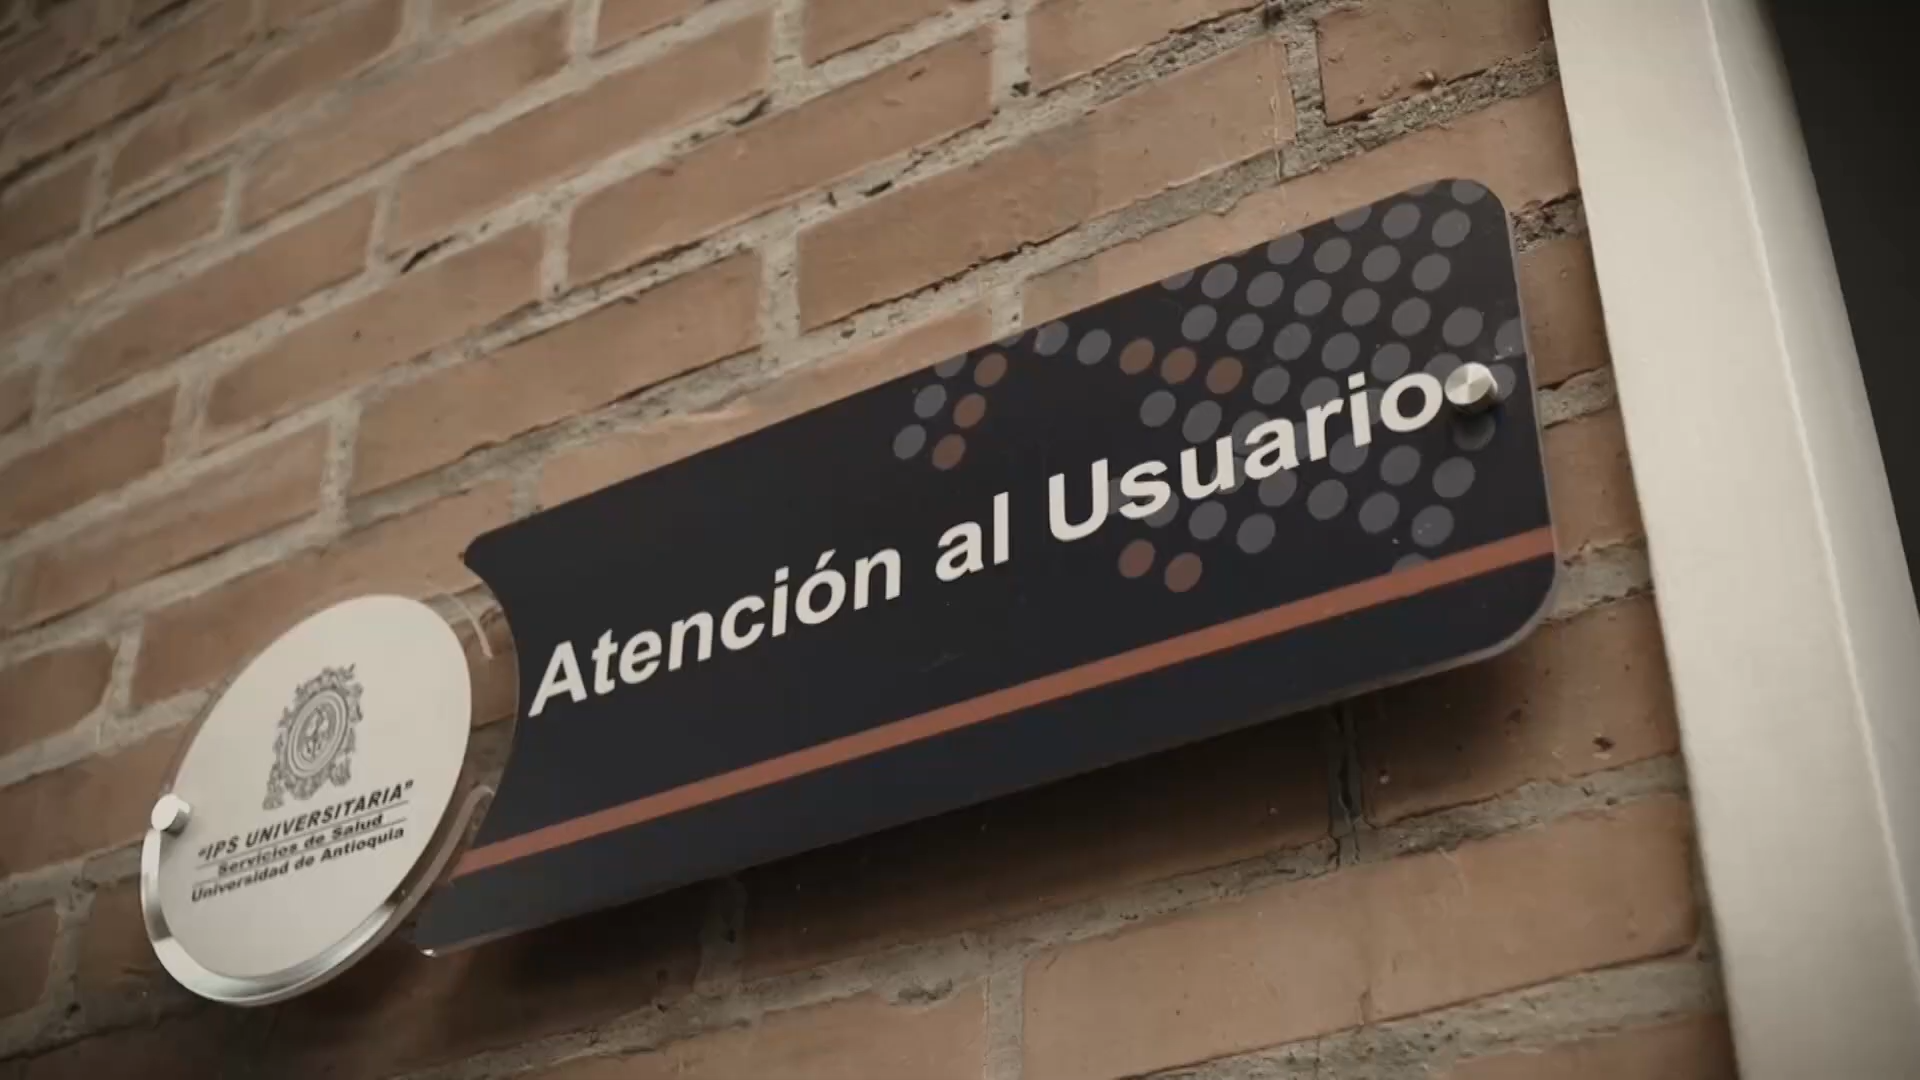 Atención al Usuario
"IPS UNIVERSITARIA"
Servicios de Salud
Universidad de Antioquia